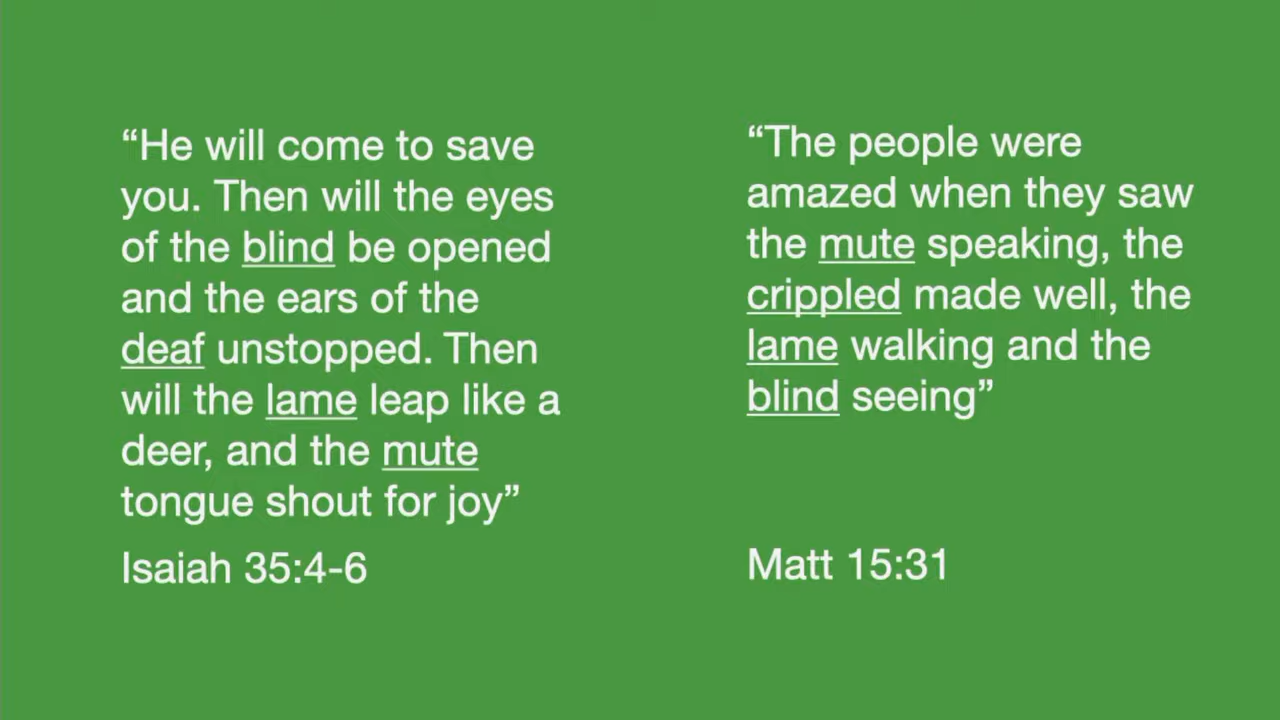 “He will come to save
you. Then will the eyes
of the blind be opened
and the ears of the
deaf unstopped. Then
will the lame leap like a
deer, and the mute
tongue shout for joy”
Isaiah 35:4-6
“The people were
amazed when they saw
the mute speaking, the
crippled made well, the
lame walking and the
blind seeing”
Matt 15:31